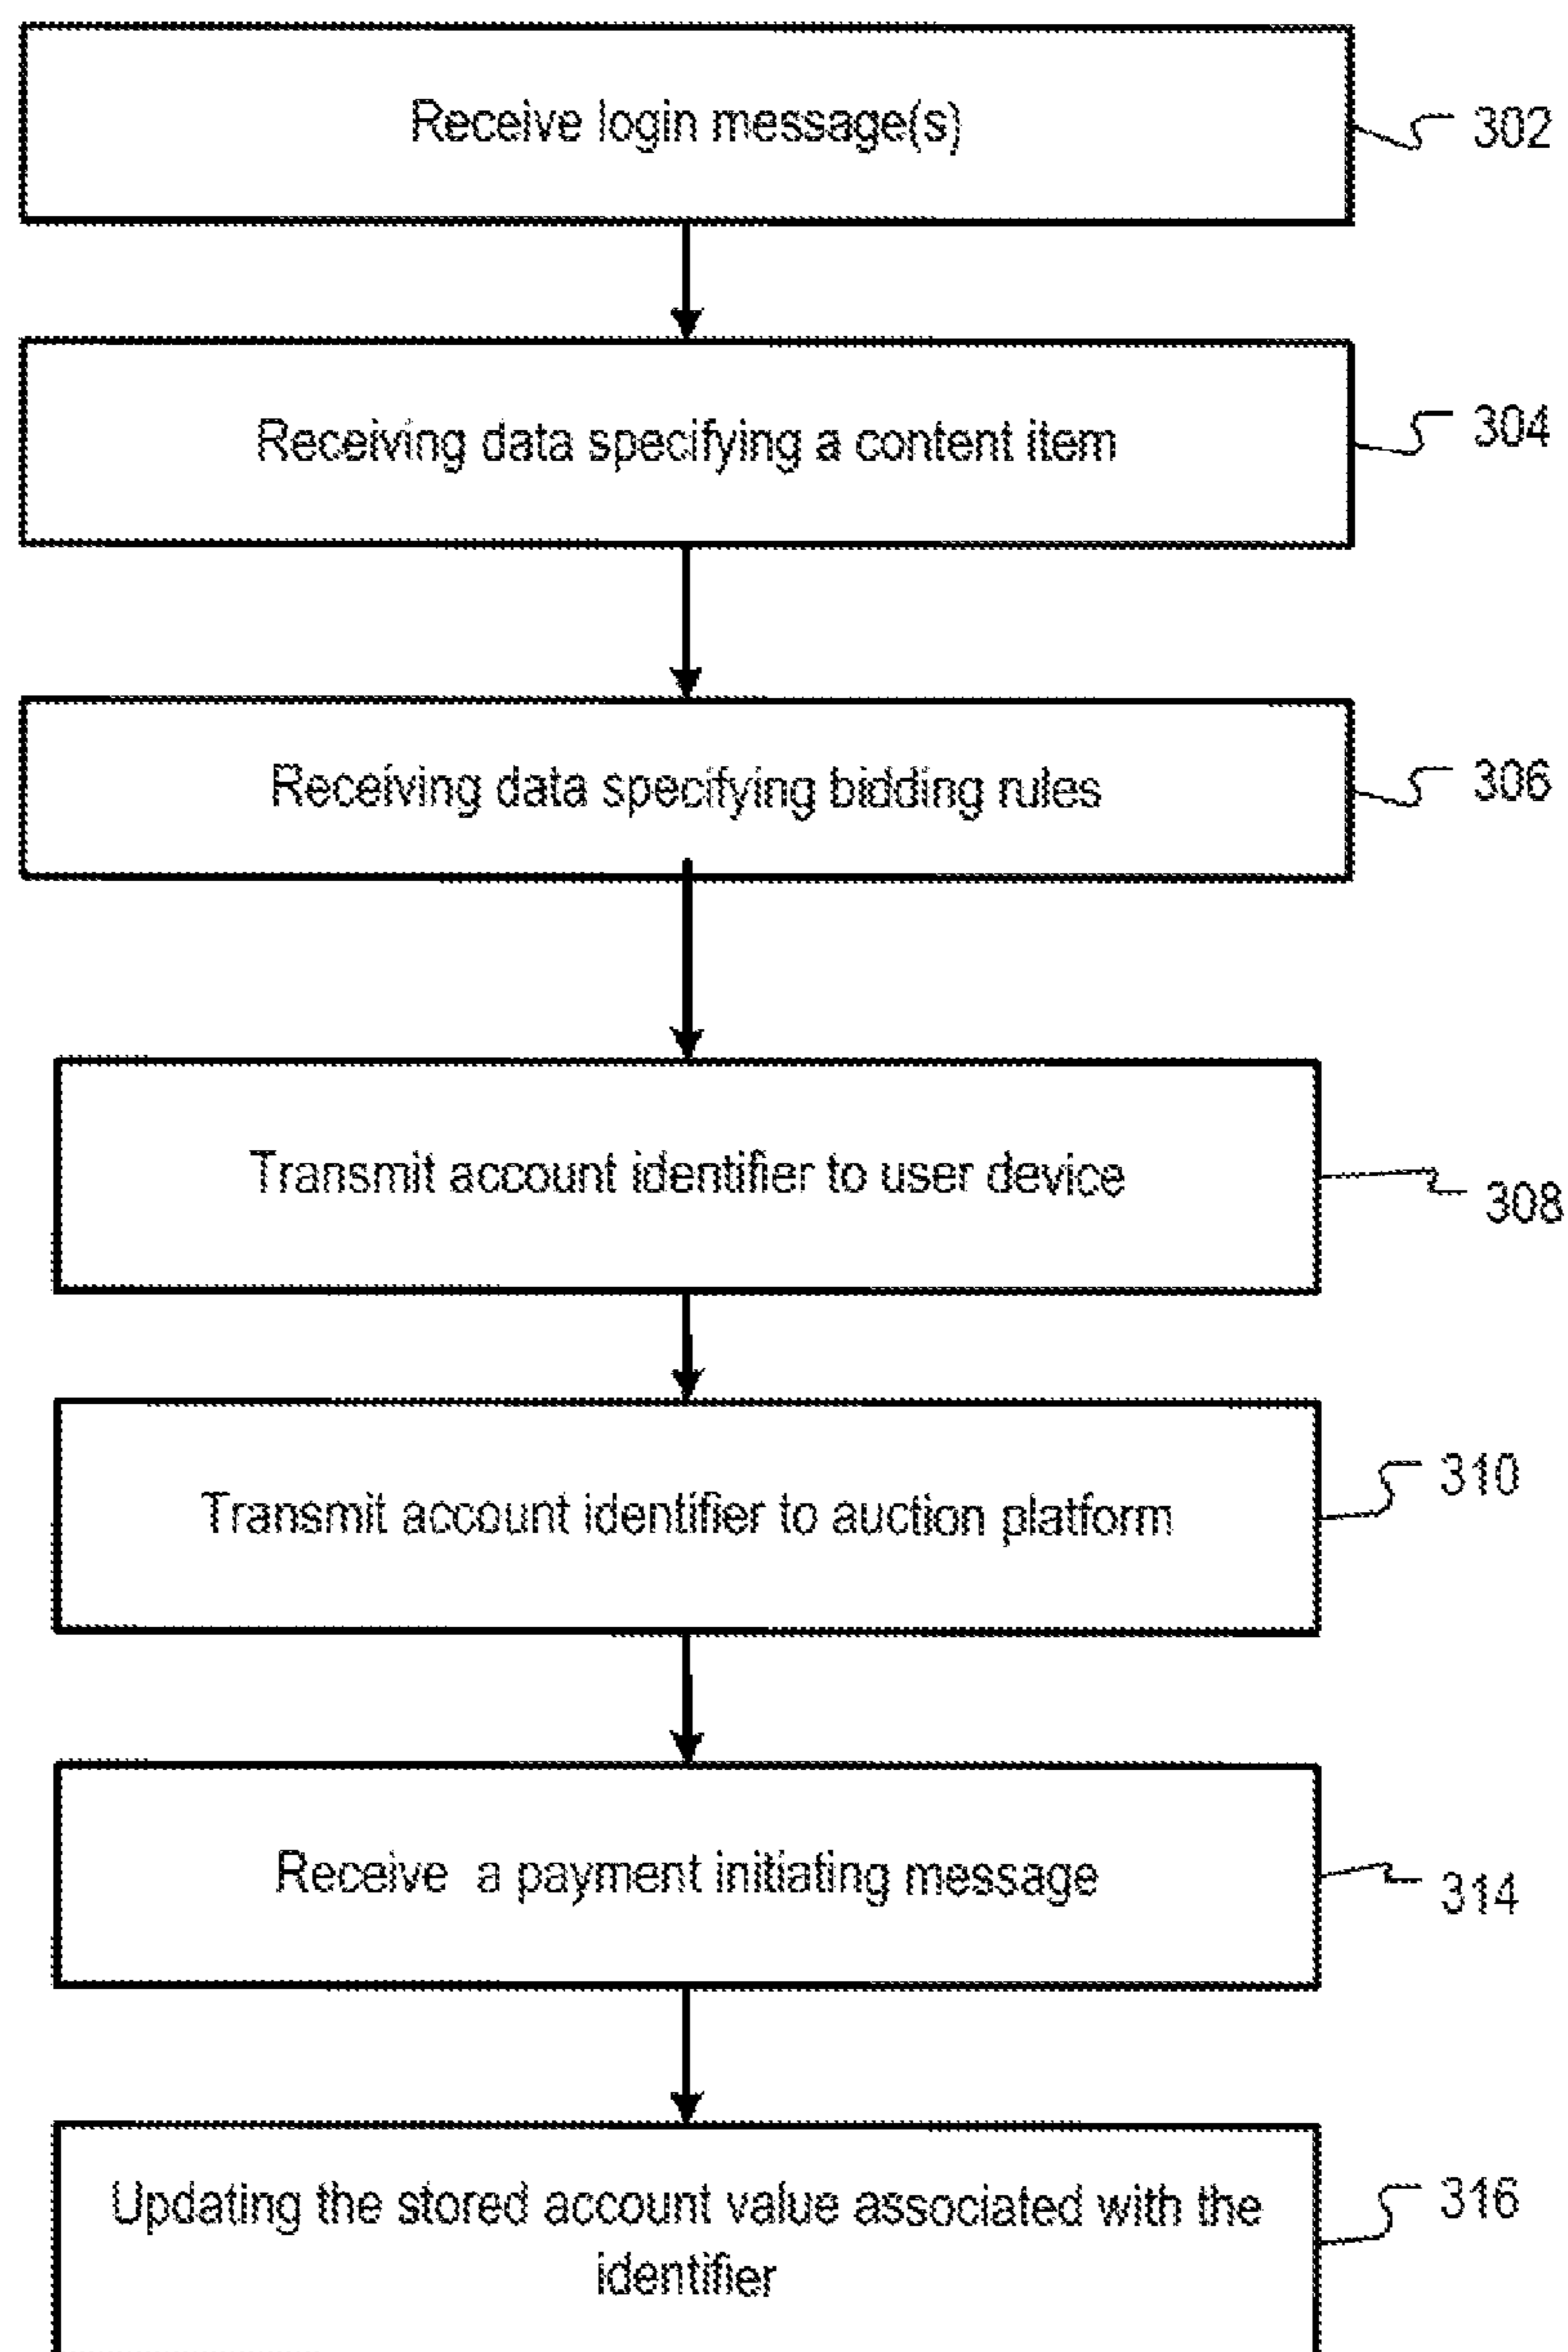 Receive login message(s)
302
Receiving data specifying a content item
304
Receiving data specifying bidding rules
306
Transmit account identifier to user device
308
Transmit account identifier to auction platform
310
Receive a payment initiating message
314
Updating the stored account value associated with the
identifier
316